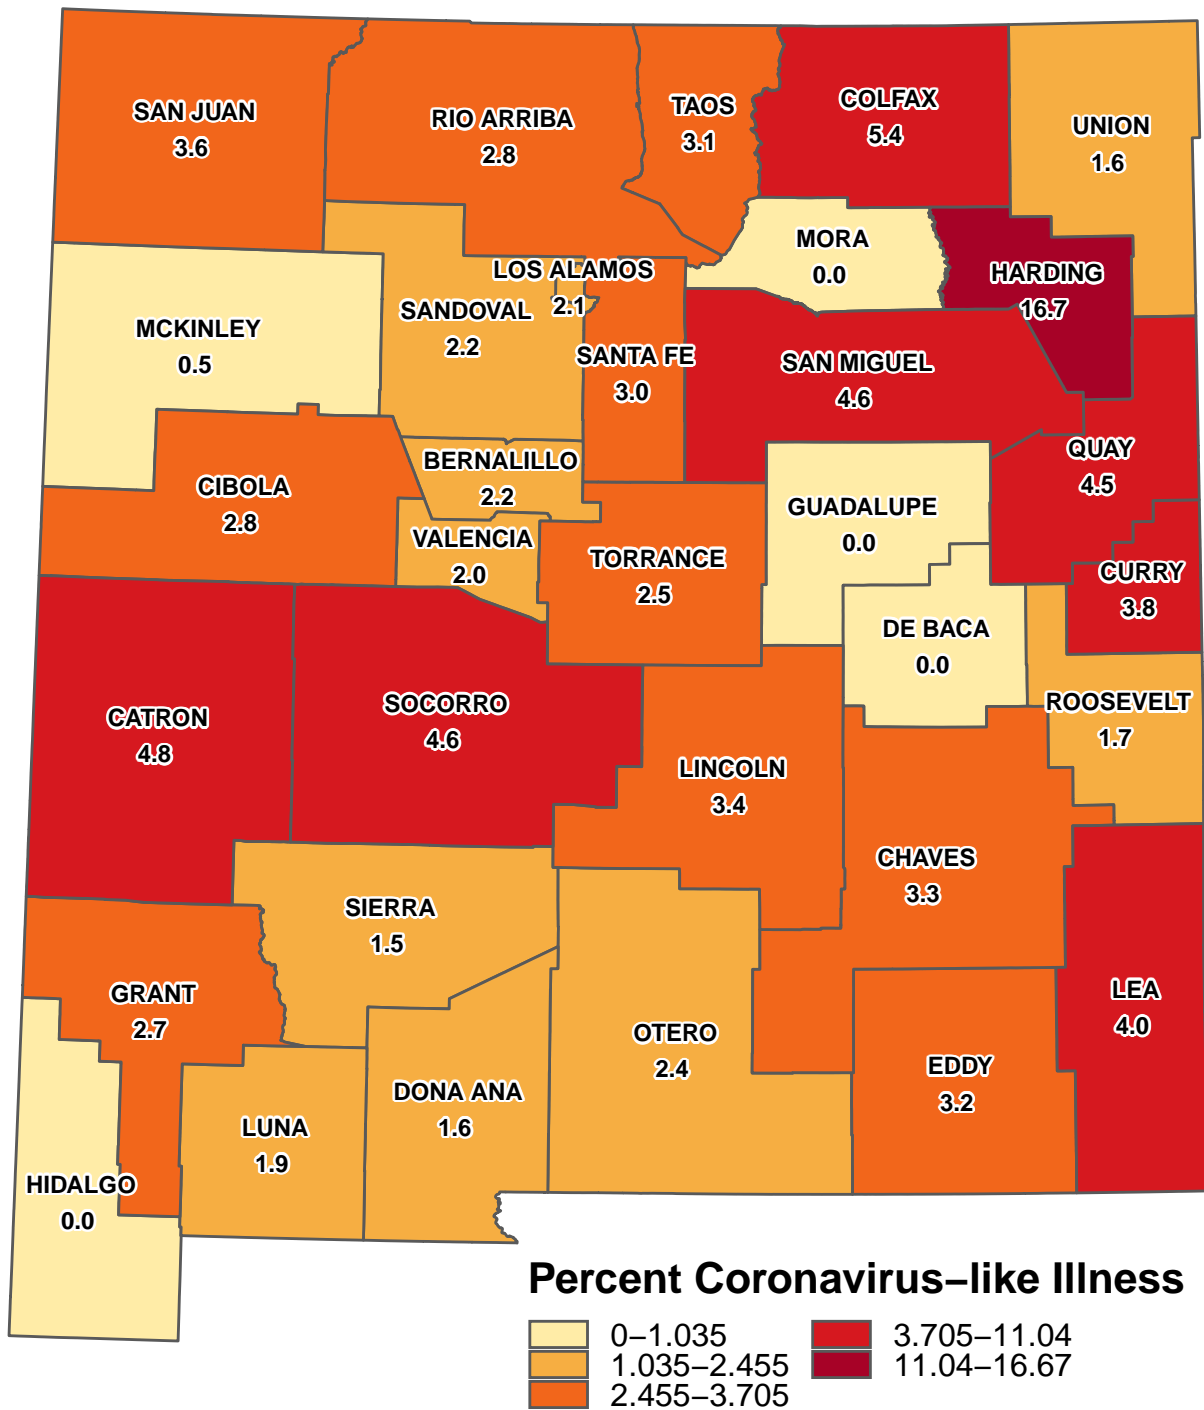 SAN JUAN
3.6
RIO ARRIBA
2.8
TAOS
3.1
COLFAX
5.4
UNION
1.6
MORA
0.0
HARDING
16.7
LOS ALAMOS
2.1
SANDOVAL
2.2
MCKINLEY
0.5
SANTA FE
3.0
SAN MIGUEL
4.6
QUAY
4.5
BERNALILLO
2.2
CIBOLA
2.8
GUADALUPE
0.0
VALENCIA
2.0
TORRANCE
2.5
CURRY
3.8
DE BACA
0.0
ROOSEVELT
1.7
CATRON
4.8
SOCORRO
4.6
LINCOLN
3.4
CHAVES
3.3
SIERRA
1.5
GRANT
2.7
LEA
4.0
OTERO
2.4
EDDY
3.2
DONA ANA
1.6
LUNA
1.9
HIDALGO
0.0
Percent Coronavirus−like Illness
0−1.035
1.035−2.455
2.455−3.705
3.705−11.04
11.04−16.67